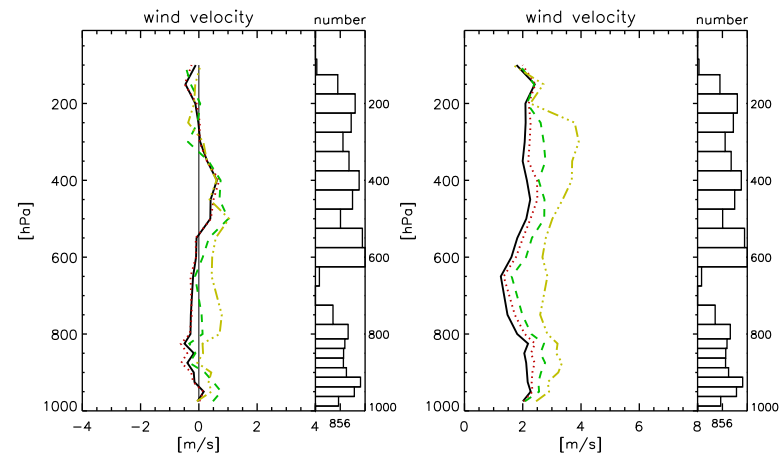 wind velocity number wind velocity number
200 200 200 200
400 400 400 400
[hPa] [hPa]
600 600 600 600
800 800 800 800
1000 1000 1000 1000
−4 −2 0 2 4 856 0 2 4 6 8 856
[m/s] [m/s]